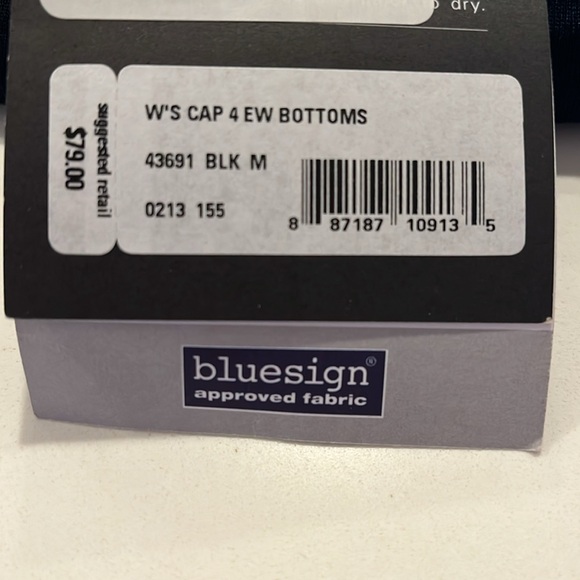 dry.
W'S CAP 4 EW BOTTOMS
43691 BLK M
0213 155
8 87187 10913 5
suggested retail
$79.00
bluesign®
approved fabric